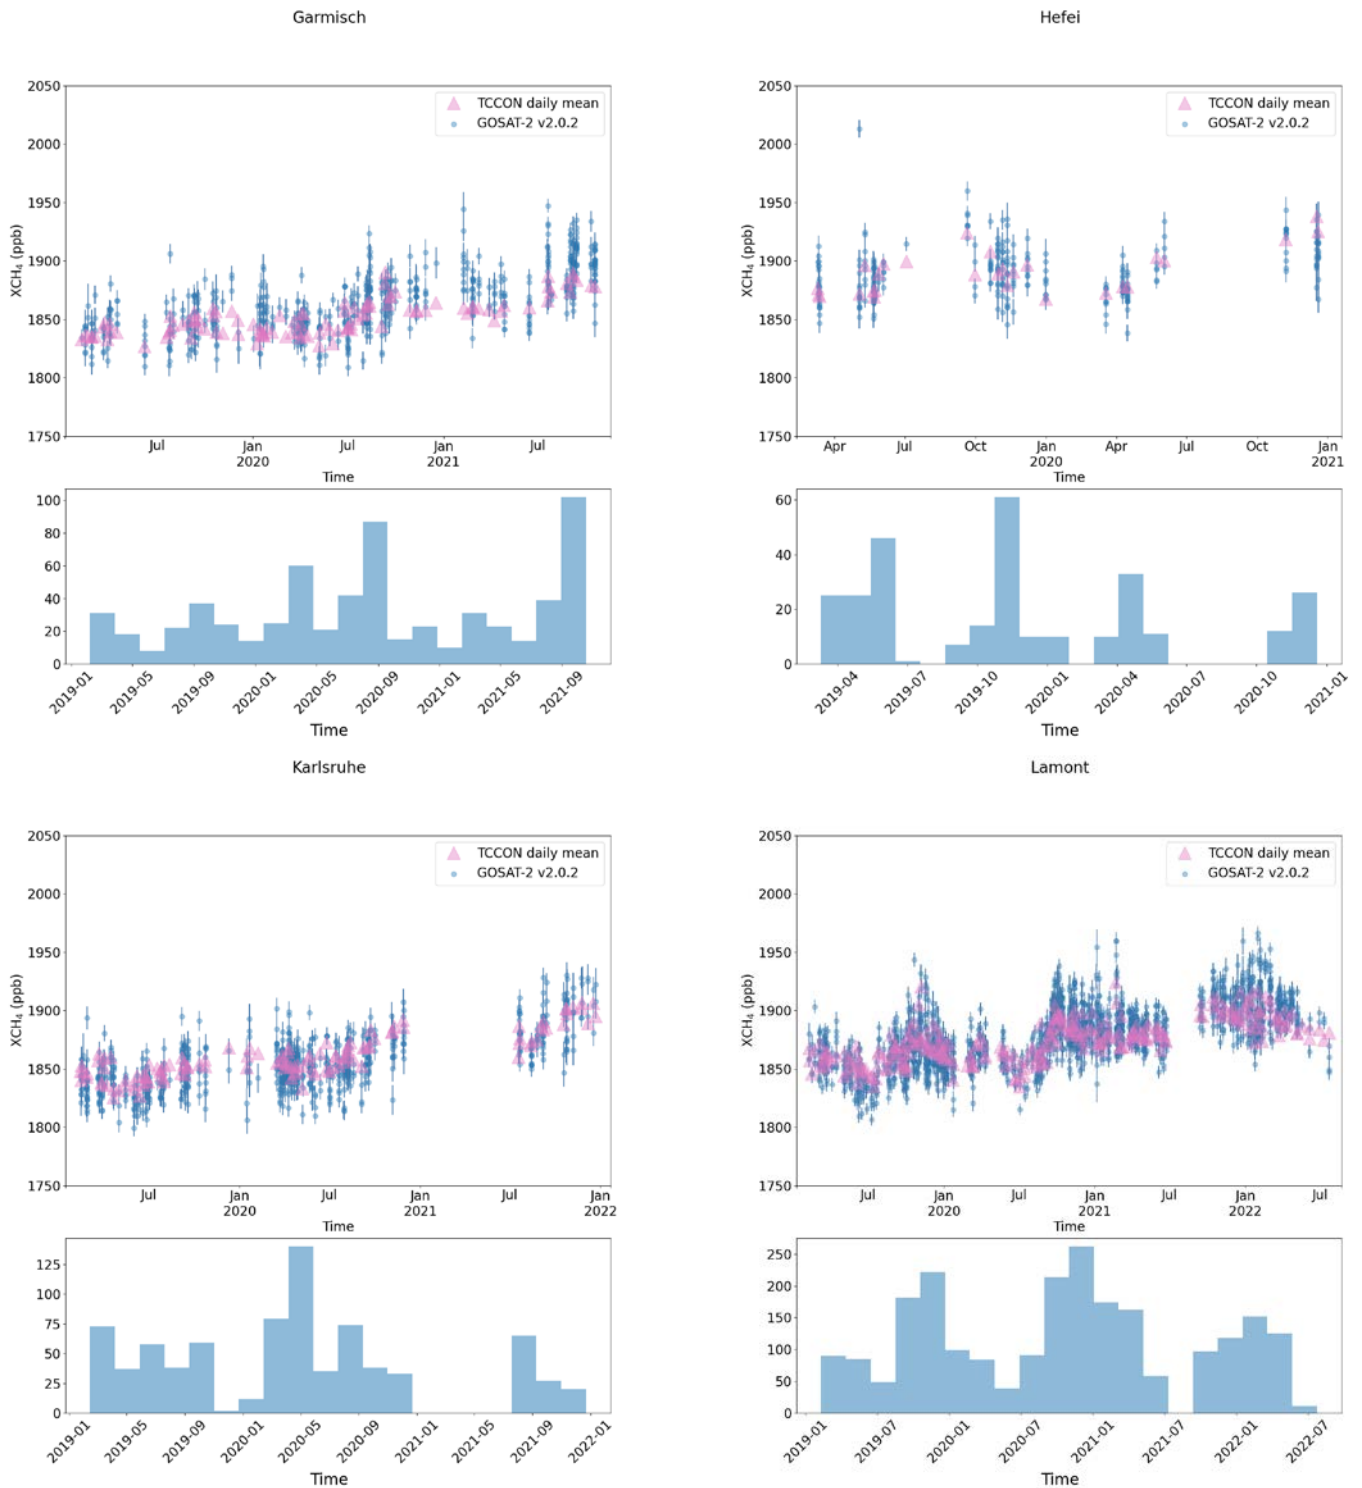 Garmisch
2050
2000
1950
1900
1850
1800
1750
XCH₄ (ppb)
TCCON daily mean
GOSAT-2 v2.0.2
Jul Jan Jul Jan Jul
2020 2021
Time
100
80
60
40
20
0
2019-01 2019-05 2019-09 2020-01 2020-05 2020-09 2021-01 2021-05 2021-09
Time
Hefei
2050
2000
1950
1900
1850
1800
1750
XCH₄ (ppb)
TCCON daily mean
GOSAT-2 v2.0.2
Apr Jul Oct Jan Apr Jul Oct Jan
2020 2021
Time
60
40
20
0
2019-04 2019-07 2019-10 2020-01 2020-04 2020-07 2020-10 2021-01
Time
Karlsruhe
2050
2000
1950
1900
1850
1800
1750
XCH₄ (ppb)
TCCON daily mean
GOSAT-2 v2.0.2
Jul Jan Jul Jan Jul Jan
2020 2021 2022
Time
125
100
75
50
25
0
2019-01 2019-05 2019-09 2020-01 2020-05 2020-09 2021-01 2021-05 2021-09 2022-01
Time
Lamont
2050
2000
1950
1900
1850
1800
1750
XCH₄ (ppb)
TCCON daily mean
GOSAT-2 v2.0.2
Jul Jan Jul Jan Jul Jan Jul
2020 2021 2022
Time
250
200
150
100
50
0
2019-01 2019-07 2020-01 2020-07 2021-01 2021-07 2022-01 2022-07
Time